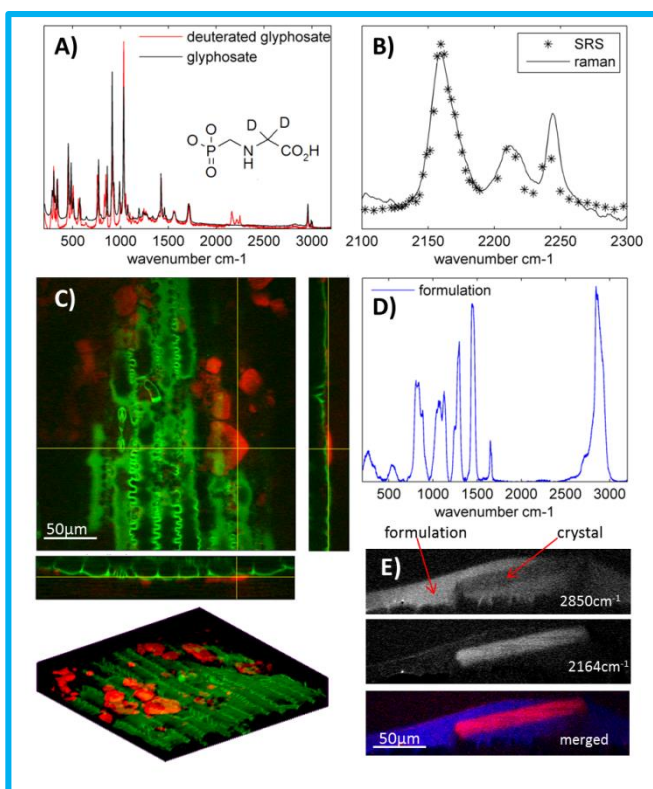 A)
deuterated glyphosate
glyphosate
O
O
P
O
N
H
D
D
CO₂H
500 1000 1500 2000 2500 3000
wavenumber cm-1
B)
SRS
raman
2100 2150 2200 2250 2300
wavenumber cm-1
C)
50µm
D)
formulation
500 1000 1500 2000 2500 3000
wavenumber cm-1
formulation crystal
E)
2850cm⁻¹
2164cm⁻¹
50µm merged